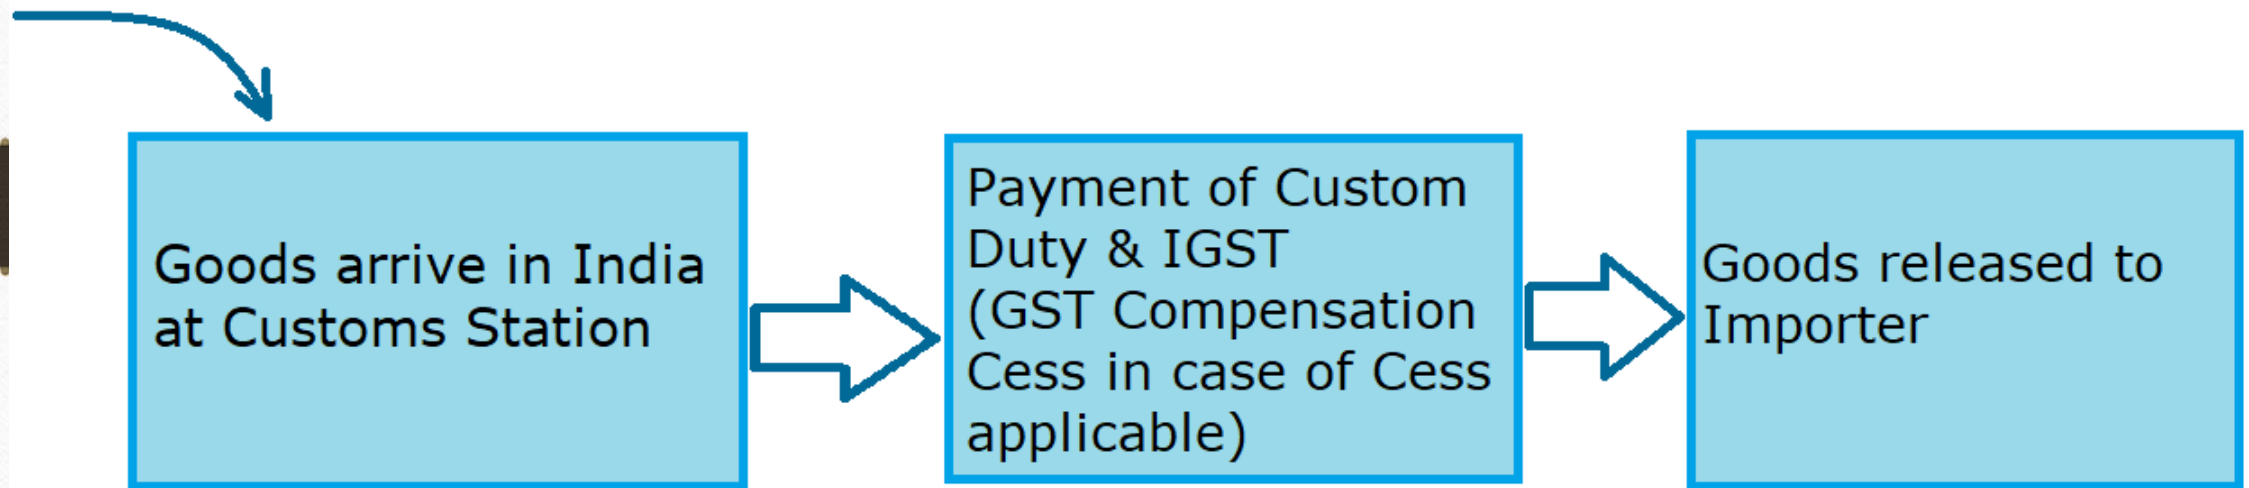 Goods arrive in India
at Customs Station
Payment of Custom
Duty & IGST
(GST Compensation
Cess in case of Cess
applicable)
Goods released to
Importer